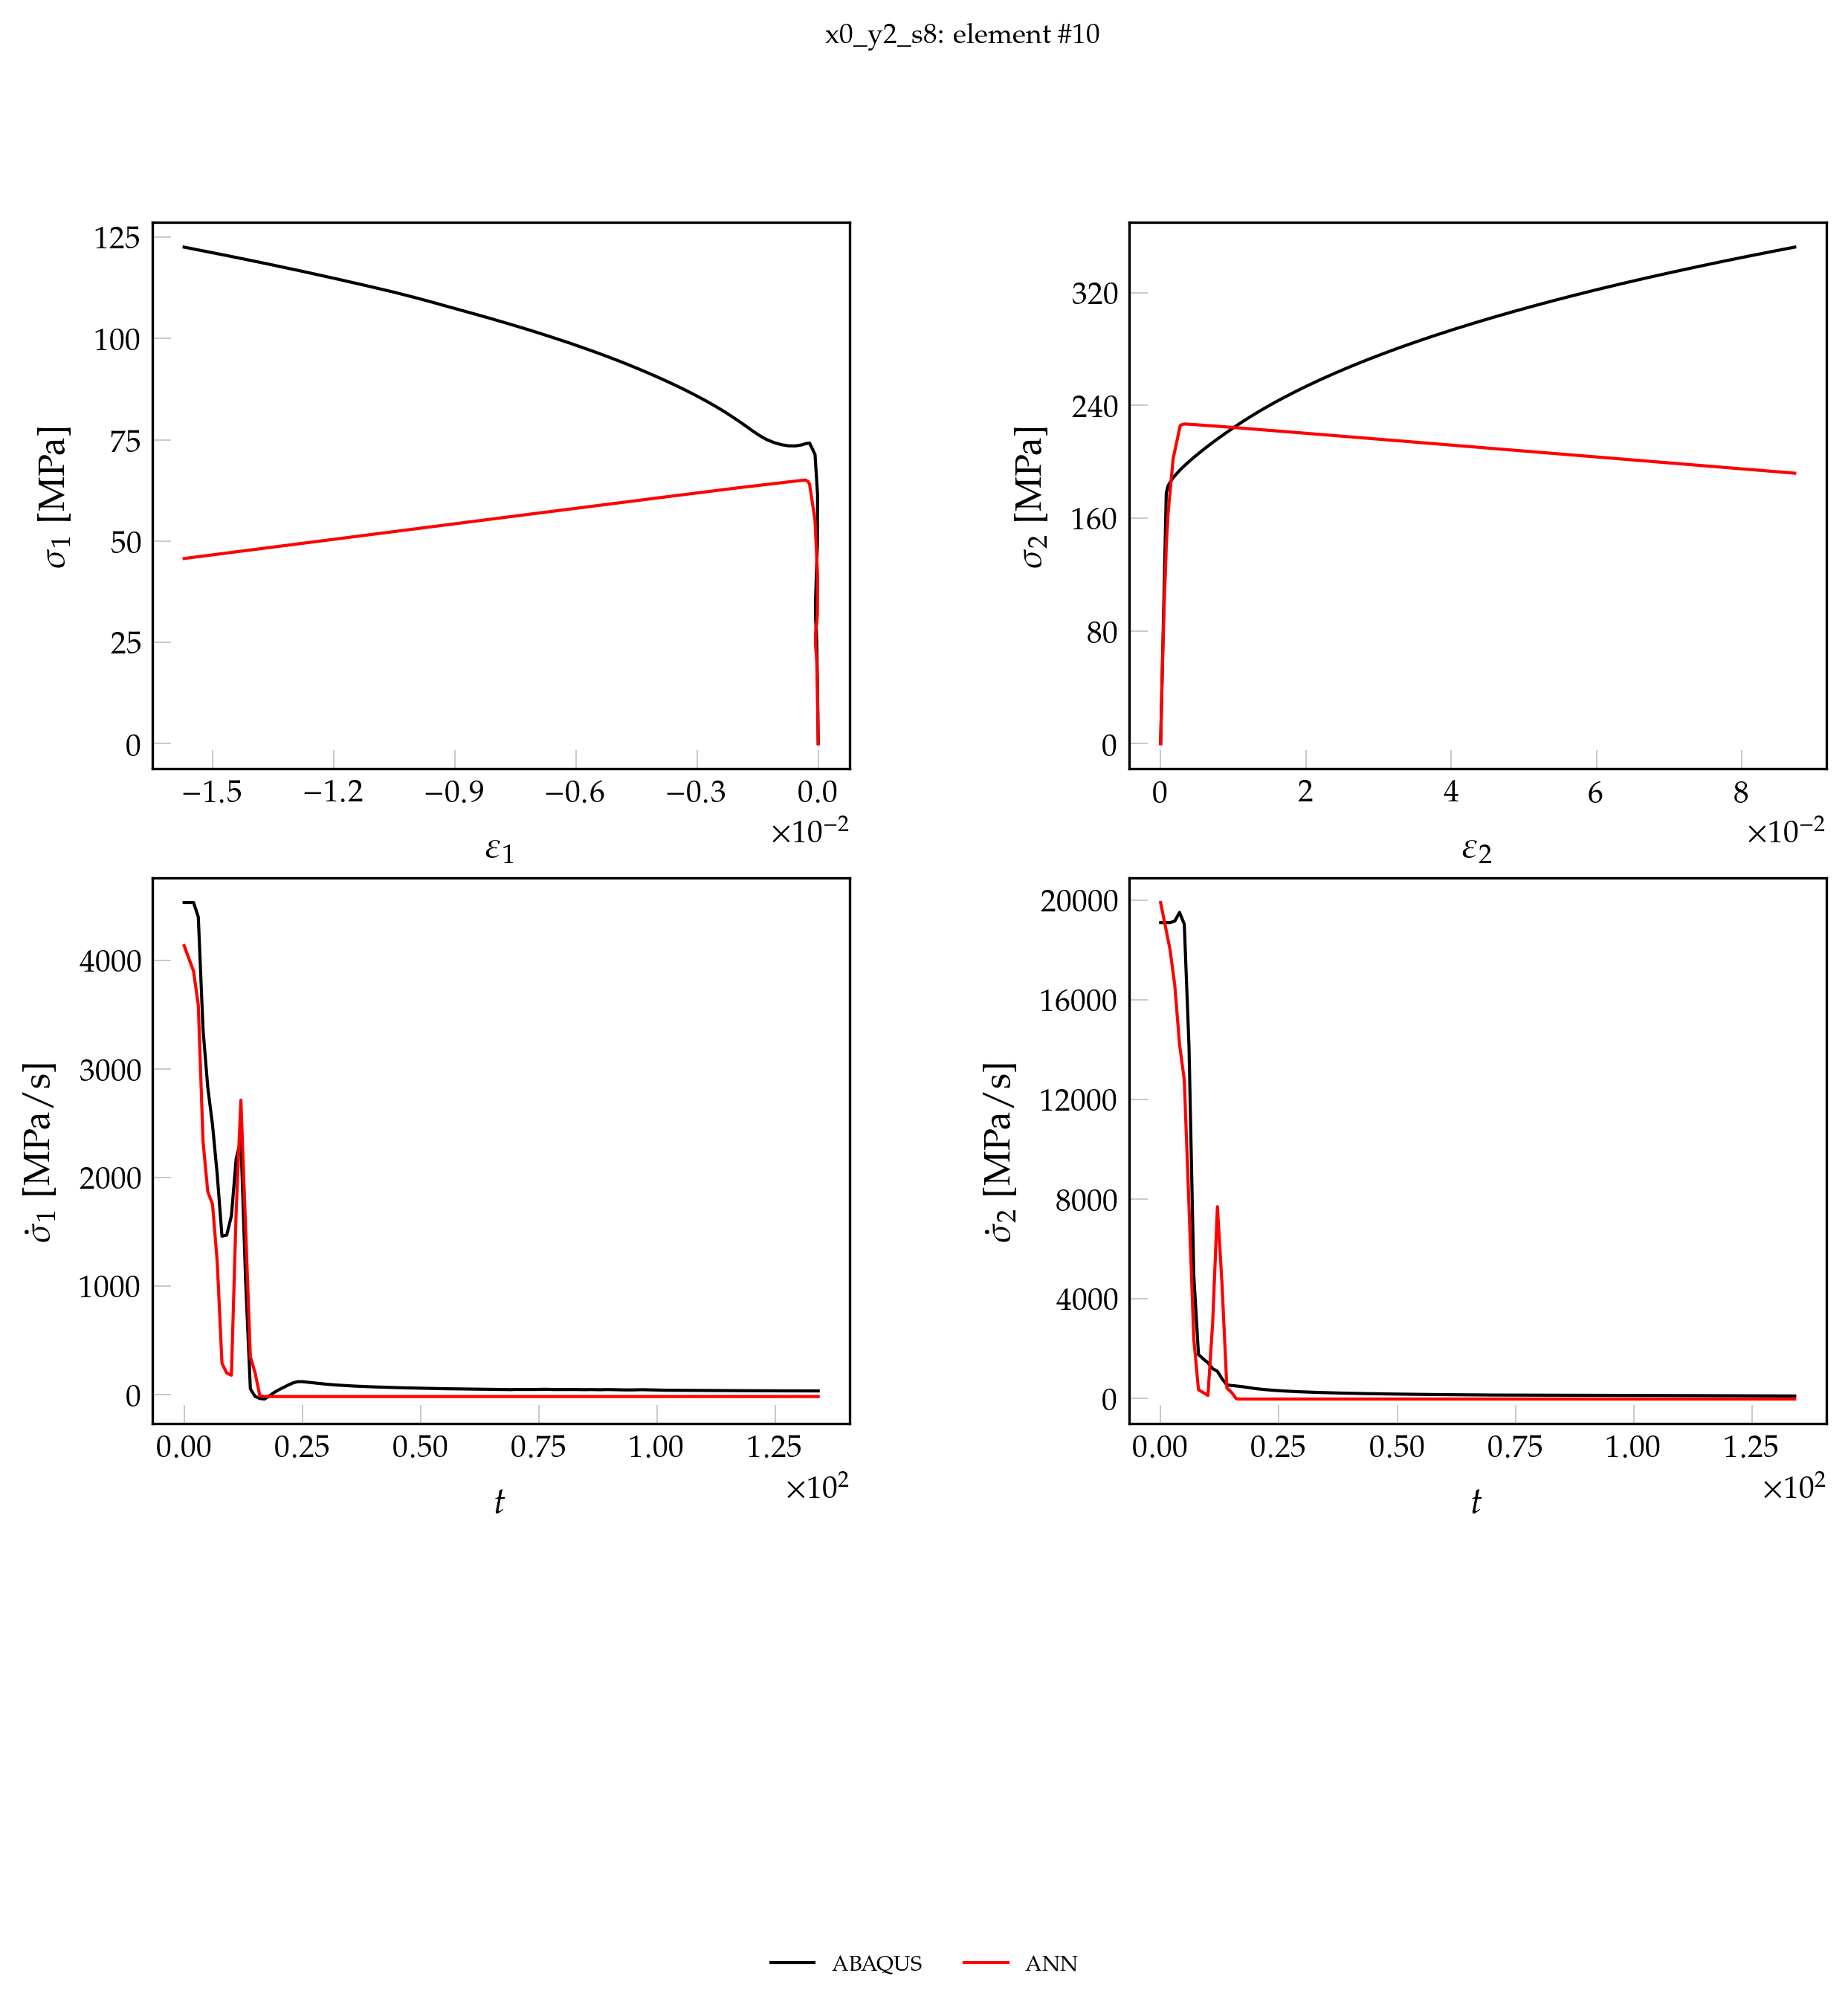 x0_y2_s8: element #10
125
100
75
50
25
0
σ1 [MPa]
−1.5 −1.2 −0.9 −0.6 −0.3 0.0
×10−2
ε1
320
240
160
80
0
σ2 [MPa]
0 2 4 6 8
×10−2
ε2
4000
3000
2000
1000
0
σ̇1 [MPa/s]
0.00 0.25 0.50 0.75 1.00 1.25
×102
t
20000
16000
12000
8000
4000
0
σ̇2 [MPa/s]
0.00 0.25 0.50 0.75 1.00 1.25
×102
t
ABAQUS ANN